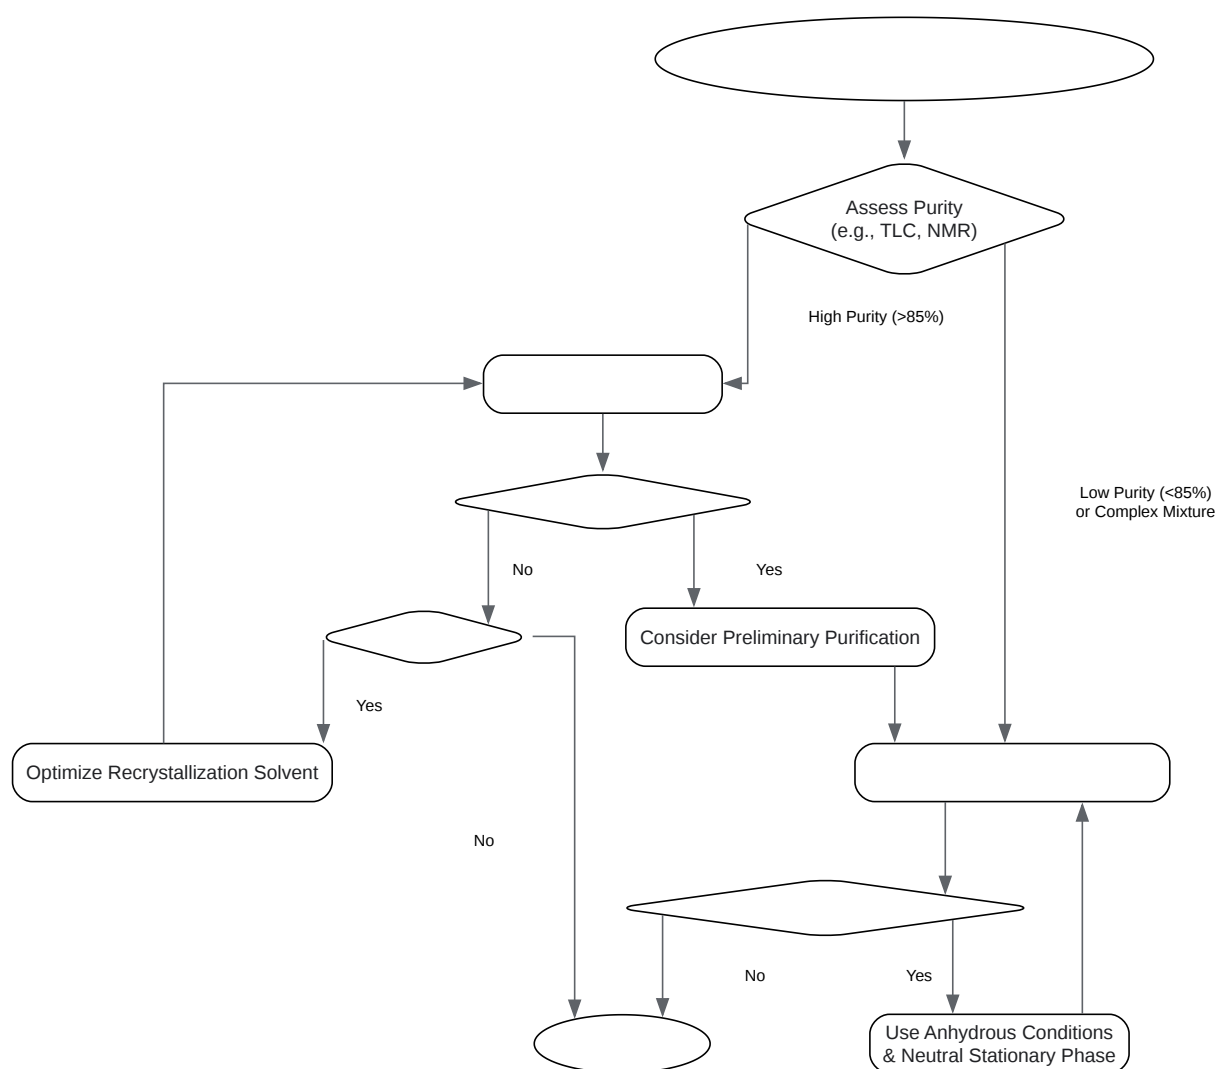 Assess Purity
(e.g., TLC, NMR)
High Purity (>85%)
Low Purity (<85%)
or Complex Mixture
No
Yes
Consider Preliminary Purification
Yes
Optimize Recrystallization Solvent
No
No
Yes
Use Anhydrous Conditions
& Neutral Stationary Phase